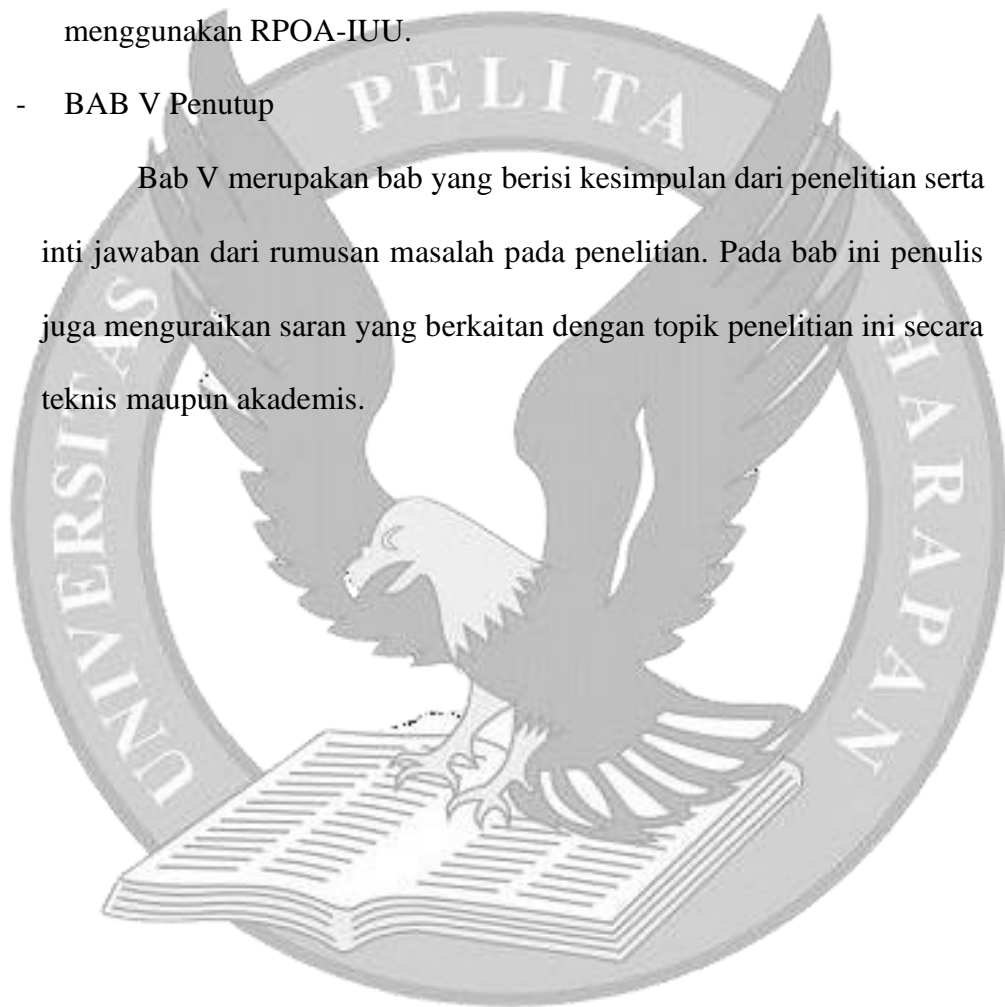 menggunakan RPOA-IUU.
- BAB V Penutup
Bab V merupakan bab yang berisi kesimpulan dari penelitian serta
inti jawaban dari rumusan masalah pada penelitian. Pada bab ini penulis
juga menguraikan saran yang berkaitan dengan topik penelitian ini secara
teknis maupun akademis.
UNIVERSITAS PELITA HARAPAN